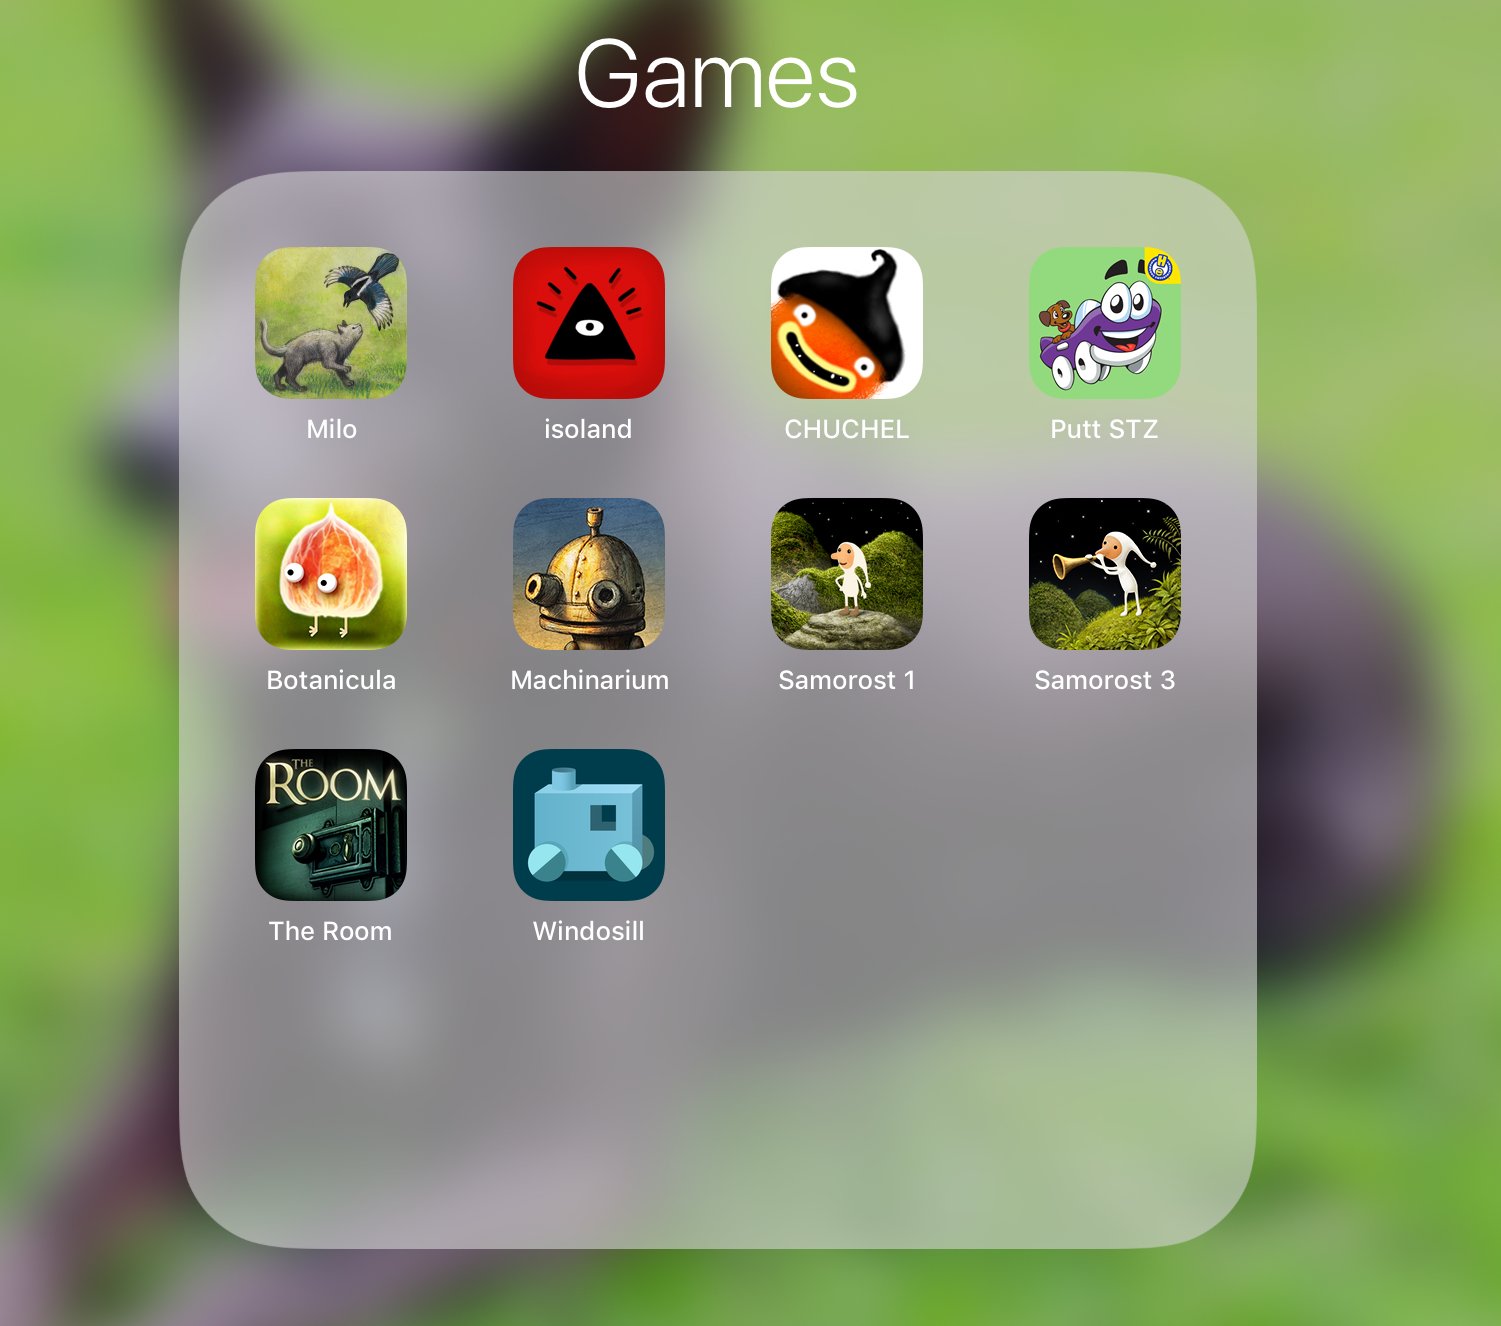 Games
Milo
isoland
CHUCHEL
Putt STZ
Botanicula
Machinarium
Samorost 1
Samorost 3
THE
ROOM
The Room
Windosill